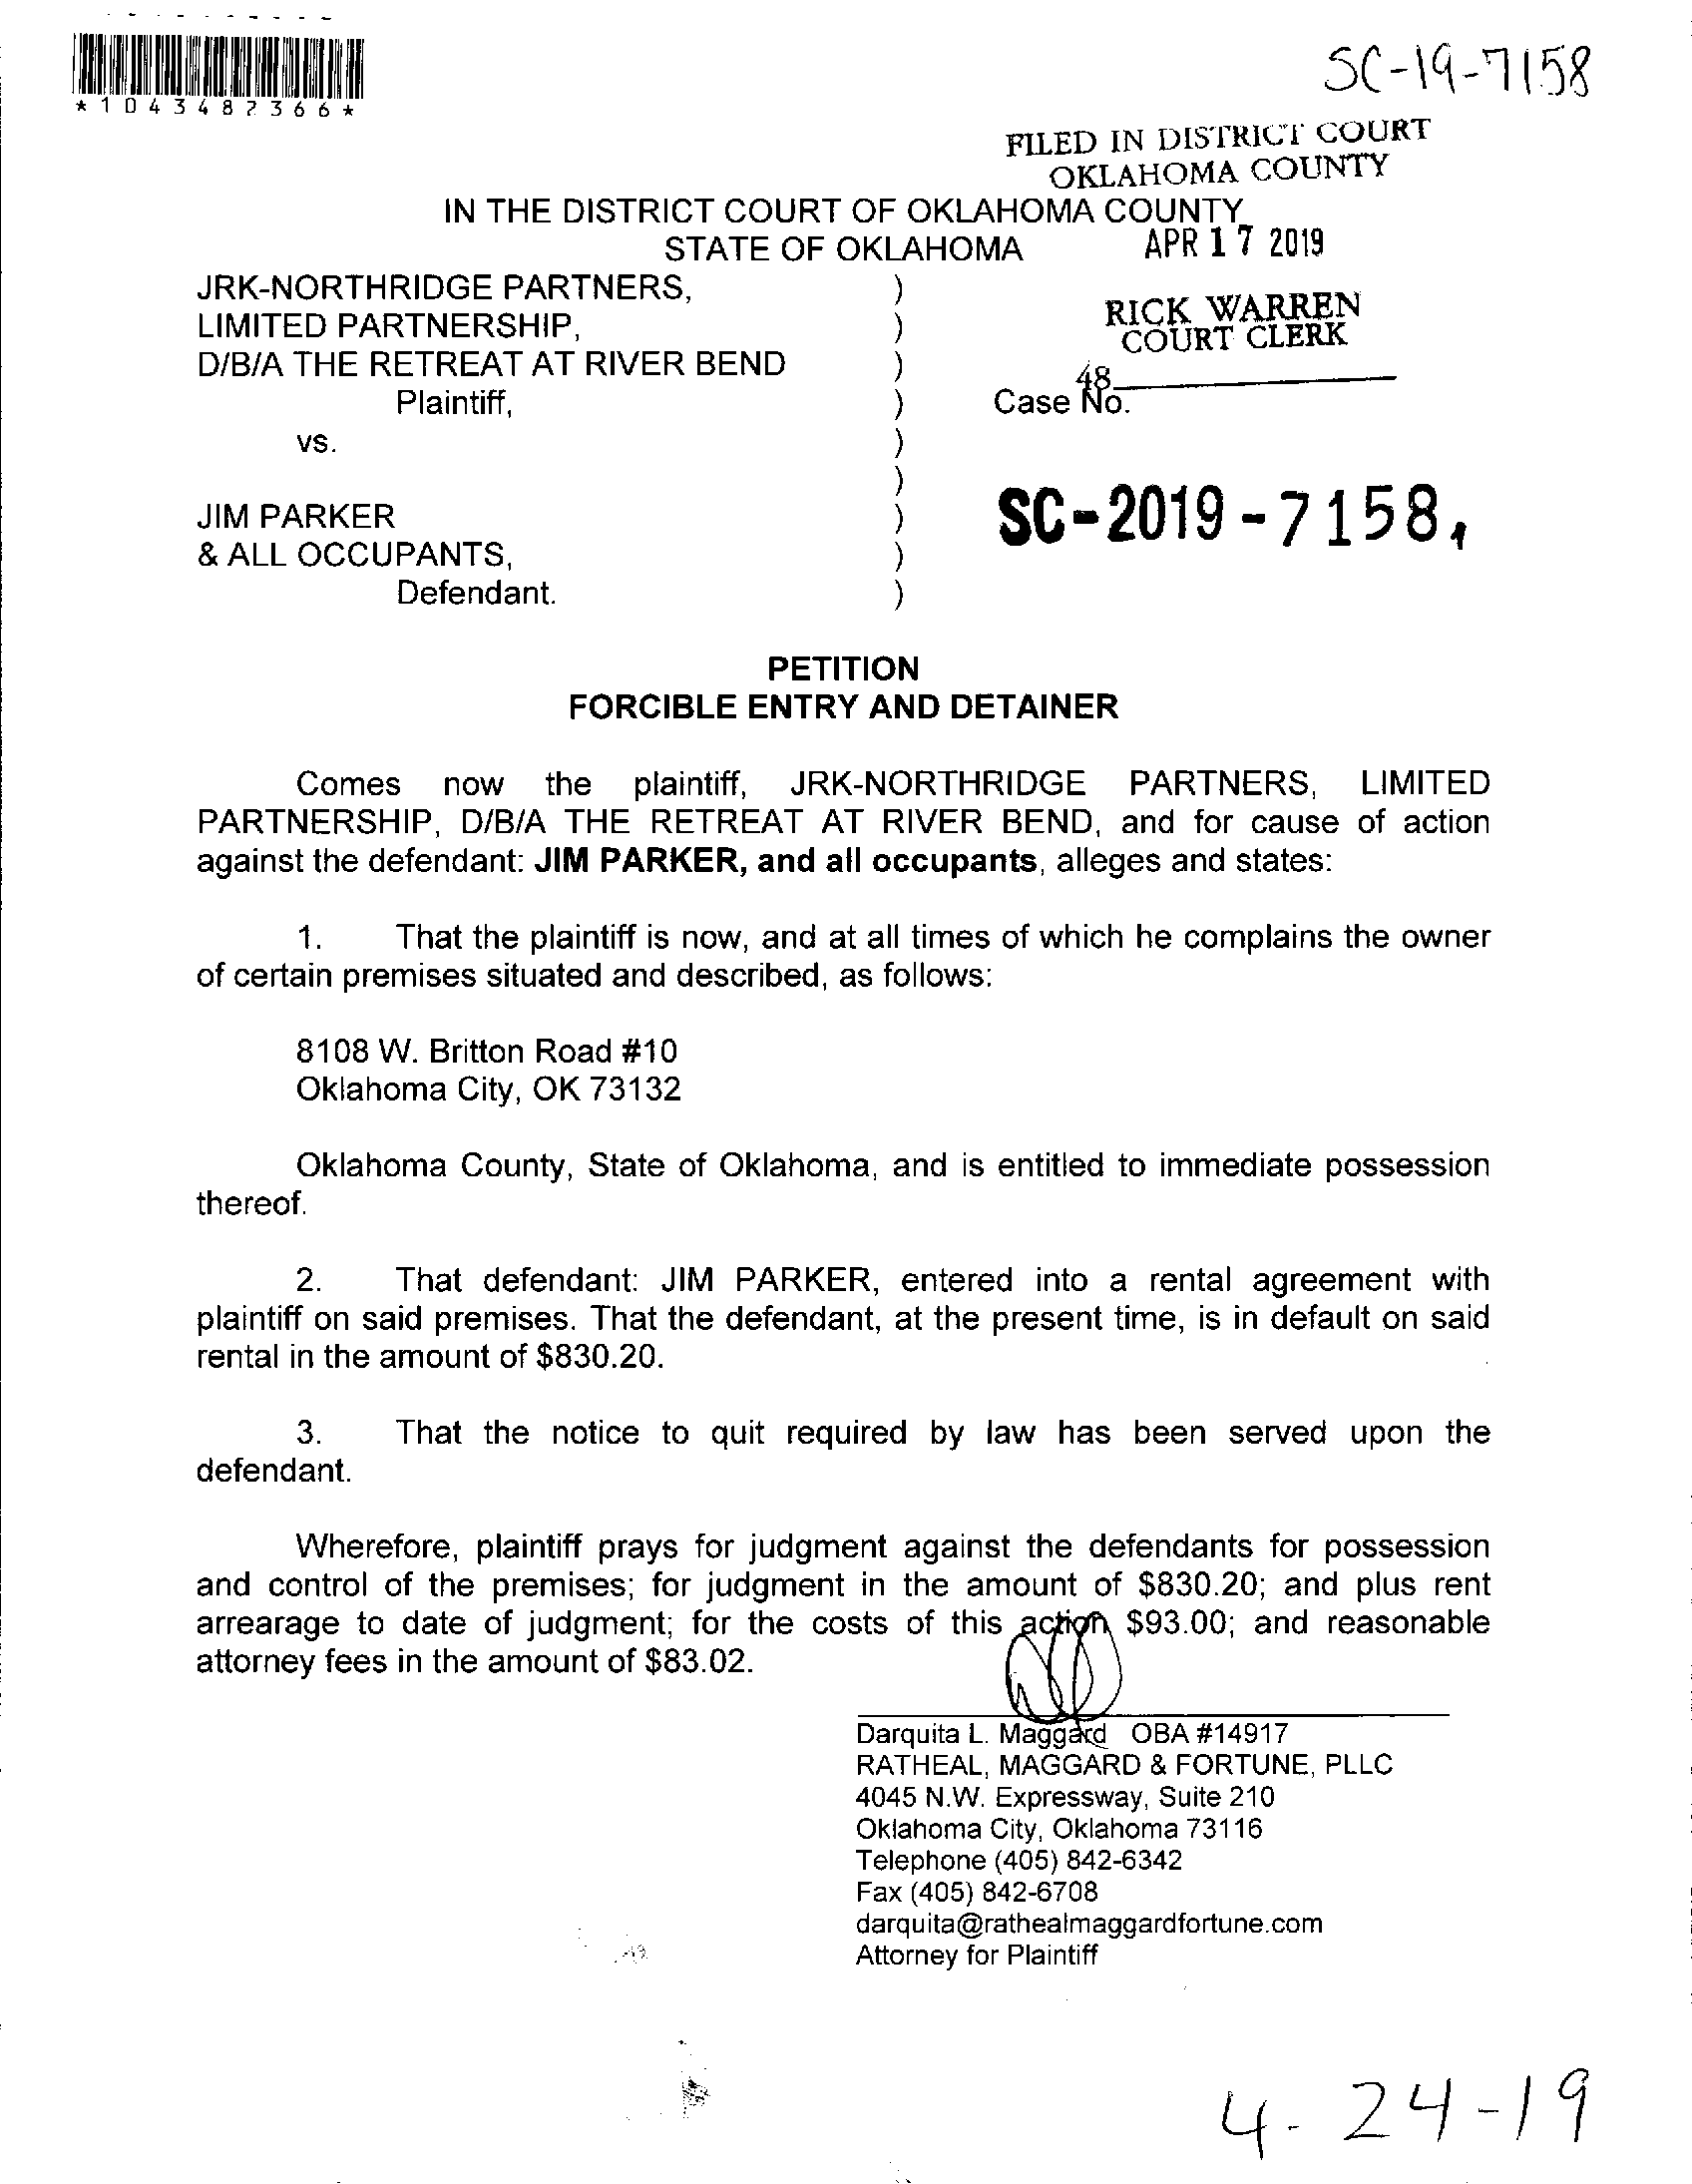 *1043487366*
SC-19-7158
FILED IN DISTRICT COURT
OKLAHOMA COUNTY
IN THE DISTRICT COURT OF OKLAHOMA COUNTY
STATE OF OKLAHOMA
APR 17 2019
JRK-NORTHRIDGE PARTNERS, )
LIMITED PARTNERSHIP, )
D/B/A THE RETREAT AT RIVER BEND )
Plaintiff, )
RICK WARREN
COURT CLERK
48
Case No.
vs. )
)
JIM PARKER )
& ALL OCCUPANTS, )
Defendant. )
SC-2019-7158,
PETITION
FORCIBLE ENTRY AND DETAINER
Comes now the plaintiff, JRK-NORTHRIDGE PARTNERS, LIMITED
PARTNERSHIP, D/B/A THE RETREAT AT RIVER BEND, and for cause of action
against the defendant: JIM PARKER, and all occupants, alleges and states:
1. That the plaintiff is now, and at all times of which he complains the owner
of certain premises situated and described, as follows:
8108 W. Britton Road #10
Oklahoma City, OK 73132
Oklahoma County, State of Oklahoma, and is entitled to immediate possession
thereof.
2. That defendant: JIM PARKER, entered into a rental agreement with
plaintiff on said premises. That the defendant, at the present time, is in default on said
rental in the amount of $830.20.
3. That the notice to quit required by law has been served upon the
defendant.
Wherefore, plaintiff prays for judgment against the defendants for possession
and control of the premises; for judgment in the amount of $830.20; and plus rent
arrearage to date of judgment; for the costs of this action $93.00; and reasonable
attorney fees in the amount of $83.02.
Darquita L. Maggard OBA #14917
RATHEAL, MAGGARD & FORTUNE, PLLC
4045 N.W. Expressway, Suite 210
Oklahoma City, Oklahoma 73116
Telephone (405) 842-6342
Fax (405) 842-6708
darquita@rathealmaggardfortune.com
Attorney for Plaintiff
4-24-19